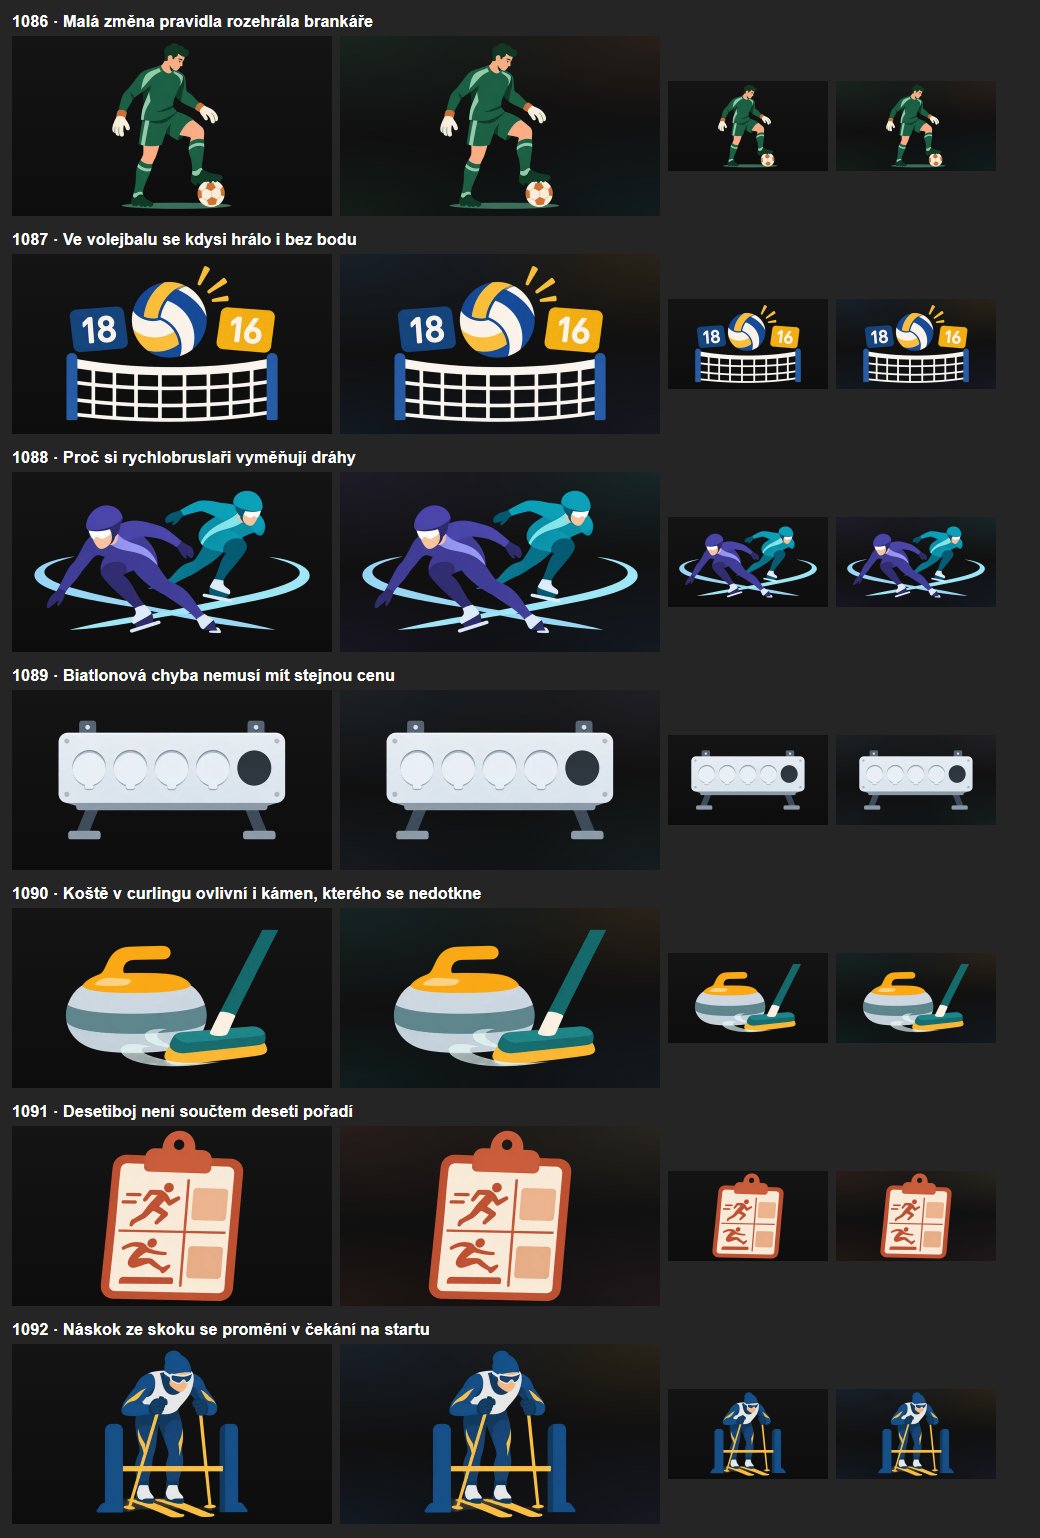 1086 · Malá změna pravidla rozehrála brankáře
1087 · Ve volejbalu se kdysi hrálo i bez bodu
18 16 18 16 18 16 18 16
1088 · Proč si rychlobruslaři vyměňují dráhy
1089 · Biatlonová chyba nemusí mít stejnou cenu
1090 · Koště v curlingu ovlivní i kámen, kterého se nedotkne
1091 · Desetiboj není součtem deseti pořadí
1092 · Náskok ze skoku se promění v čekání na startu